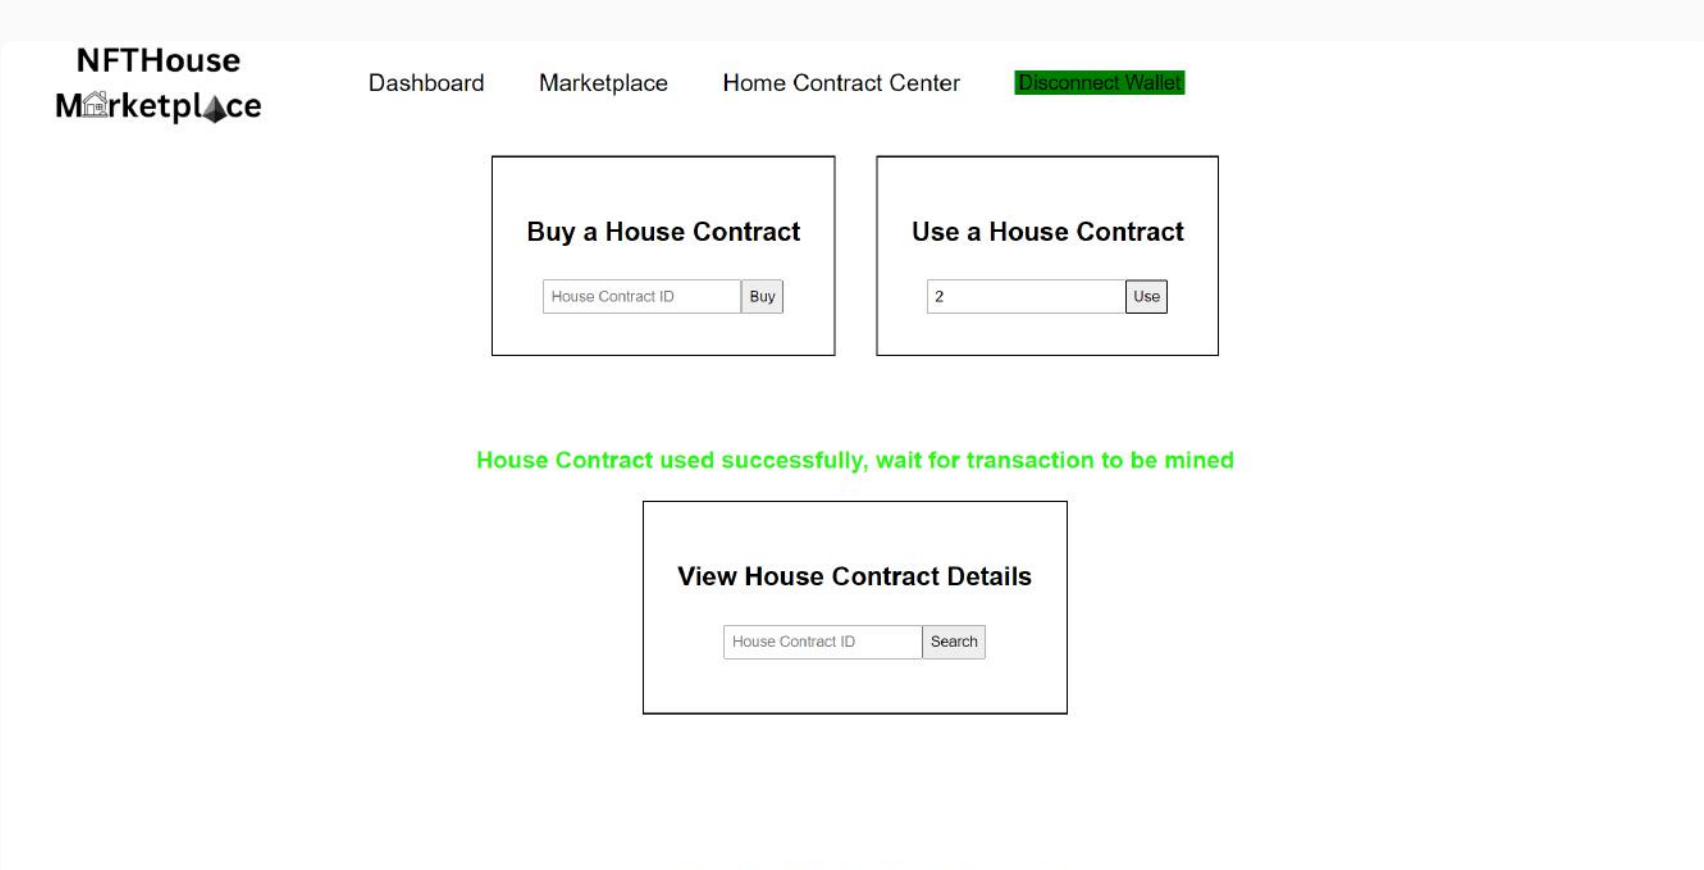 NFTHouse
Marketplace
Dashboard Marketplace Home Contract Center Disconnect Wallet
Buy a House Contract
House Contract ID Buy
Use a House Contract
2 Use
House Contract used successfully, wait for transaction to be mined
View House Contract Details
House Contract ID Search